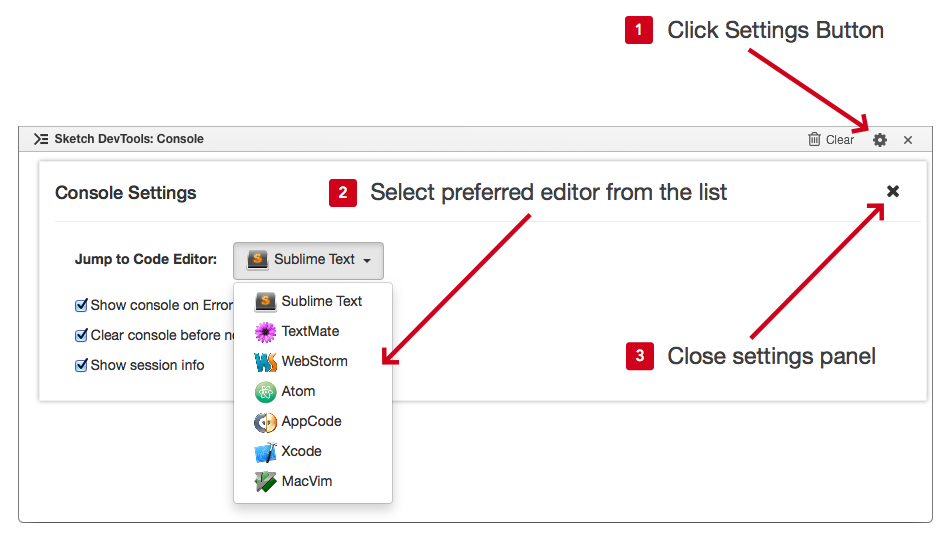 1 Click Settings Button
Sketch DevTools: Console
Clear
Console Settings
2 Select preferred editor from the list
Jump to Code Editor:
Sublime Text
Show console on Error
Clear console before
Show session info
Sublime Text
TextMate
WebStorm
Atom
AppCode
Xcode
MacVim
3 Close settings panel